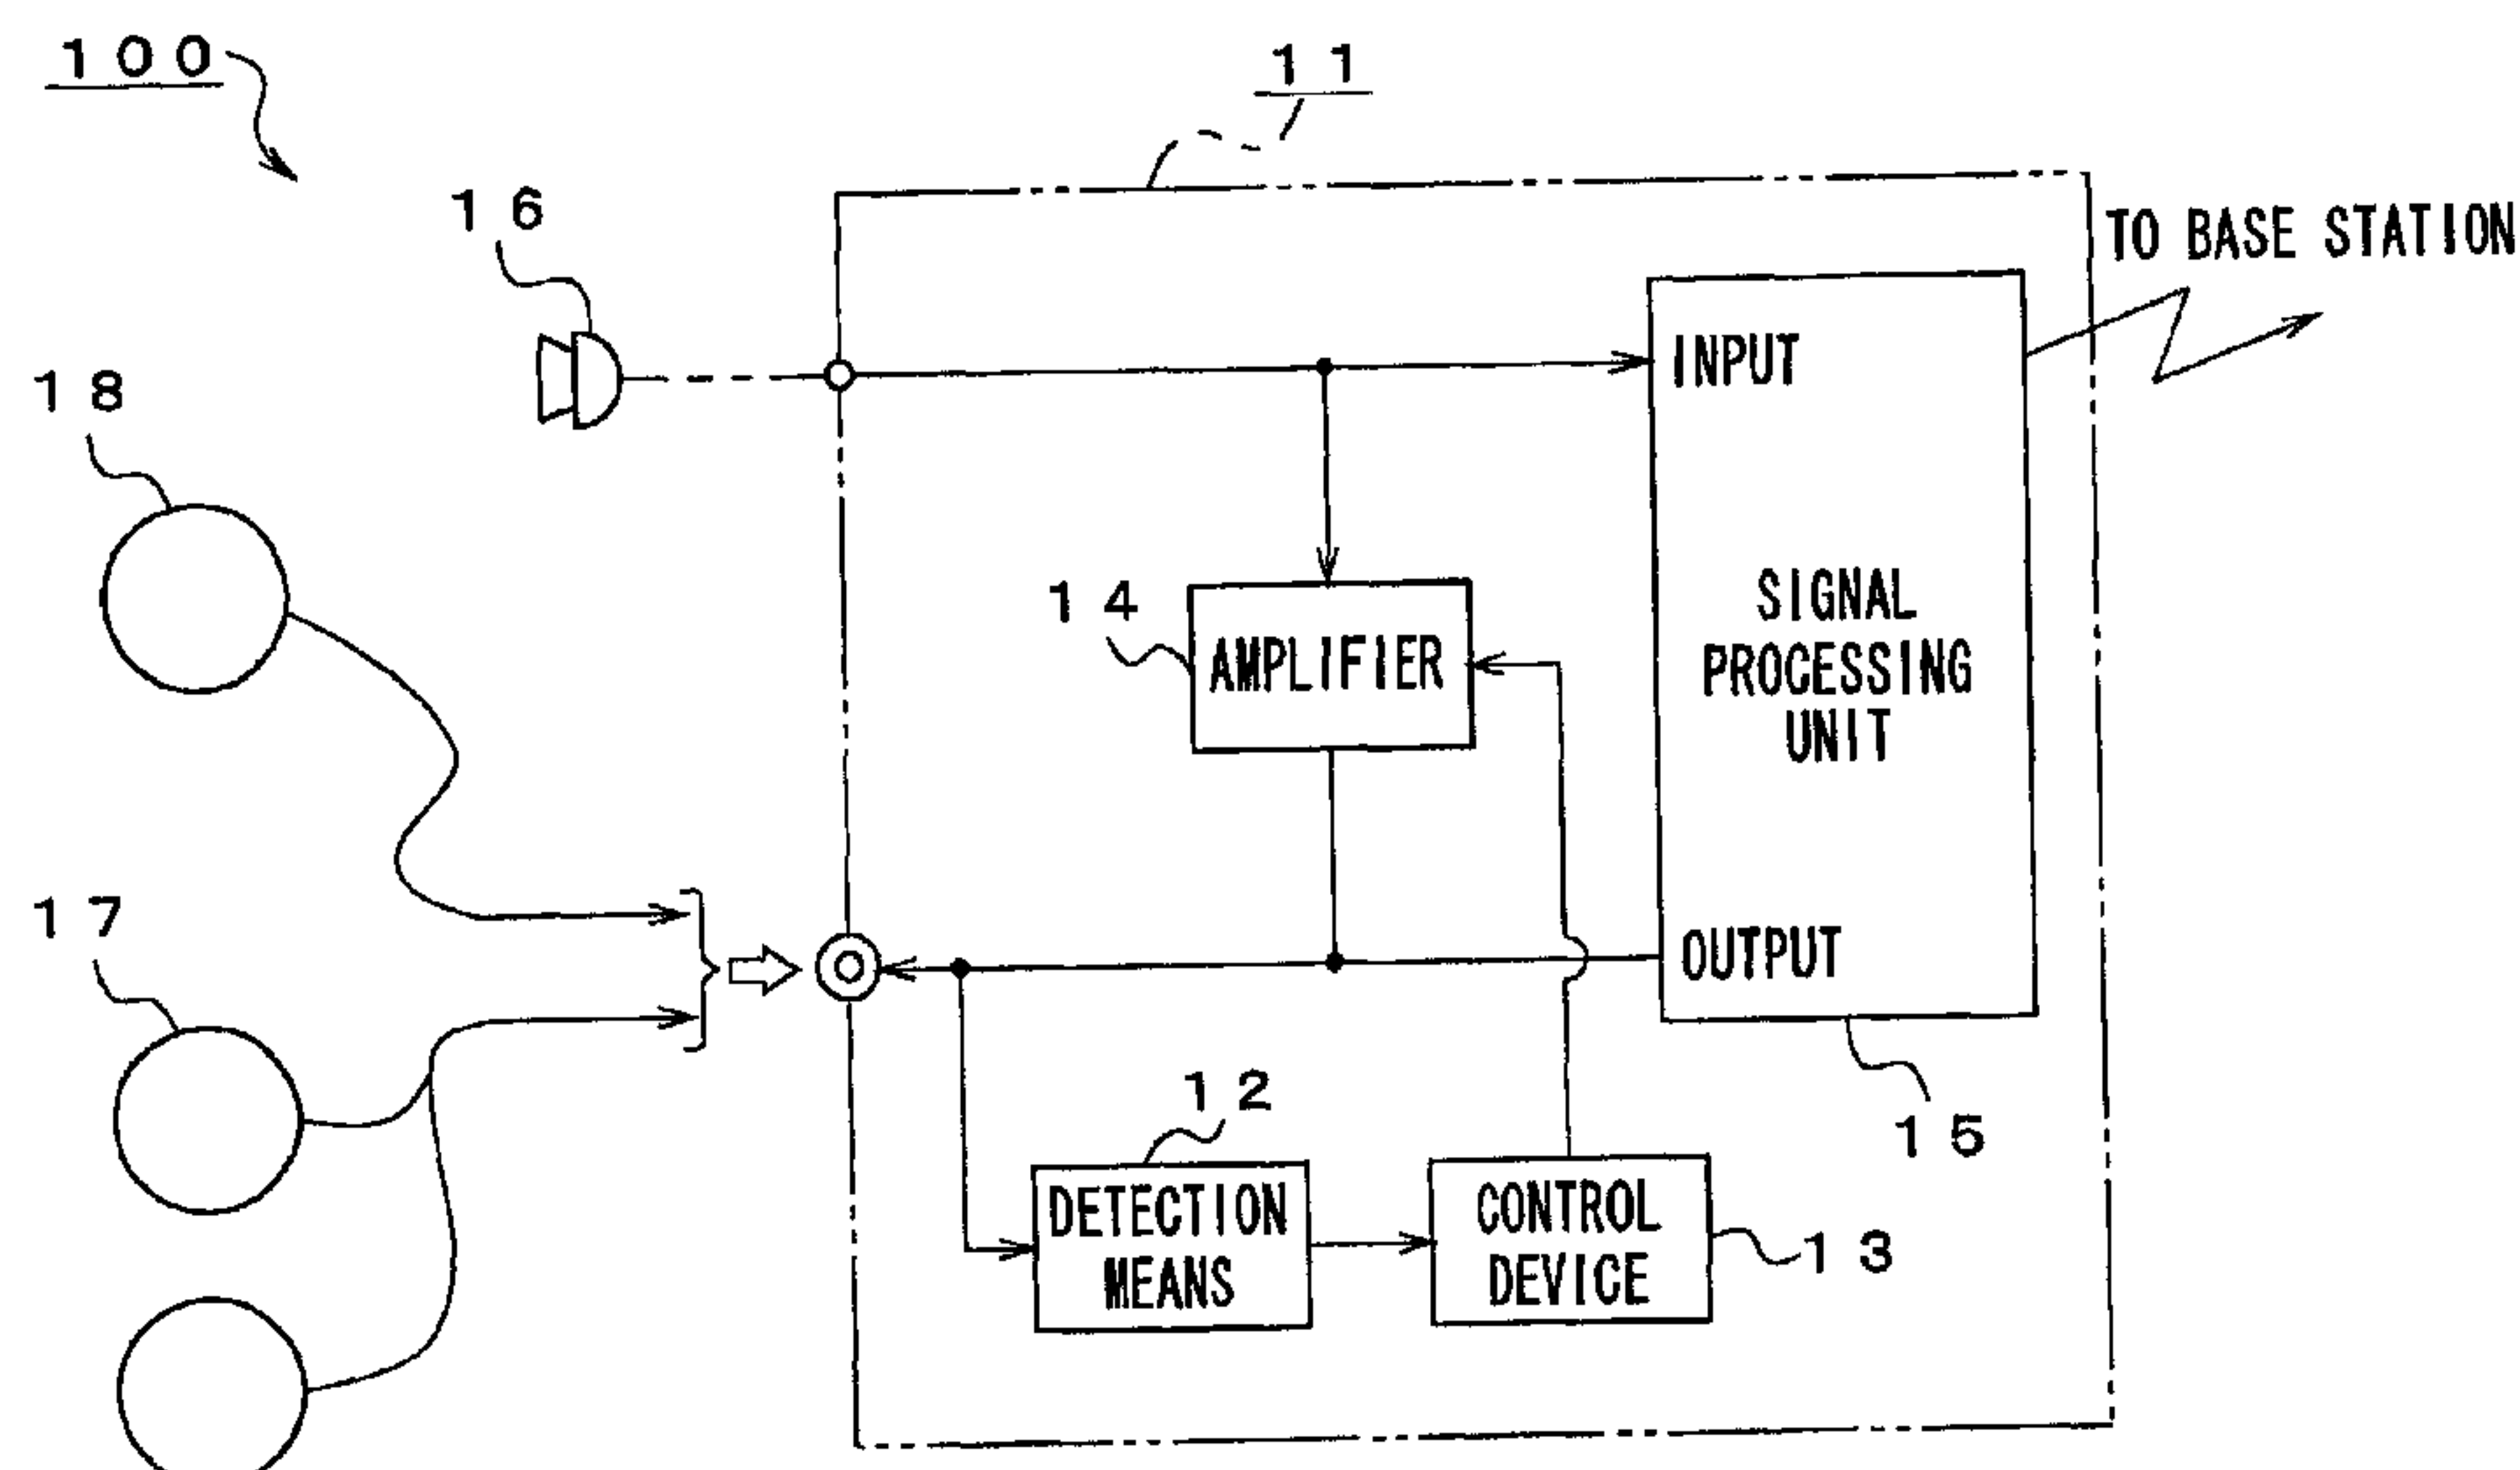 100
11
16
TO BASE STATION
INPUT
18
14
AMPLIFIER
SIGNAL
PROCESSING
UNIT
17
OUTPUT
12
15
DETECTION
MEANS
CONTROL
DEVICE
13